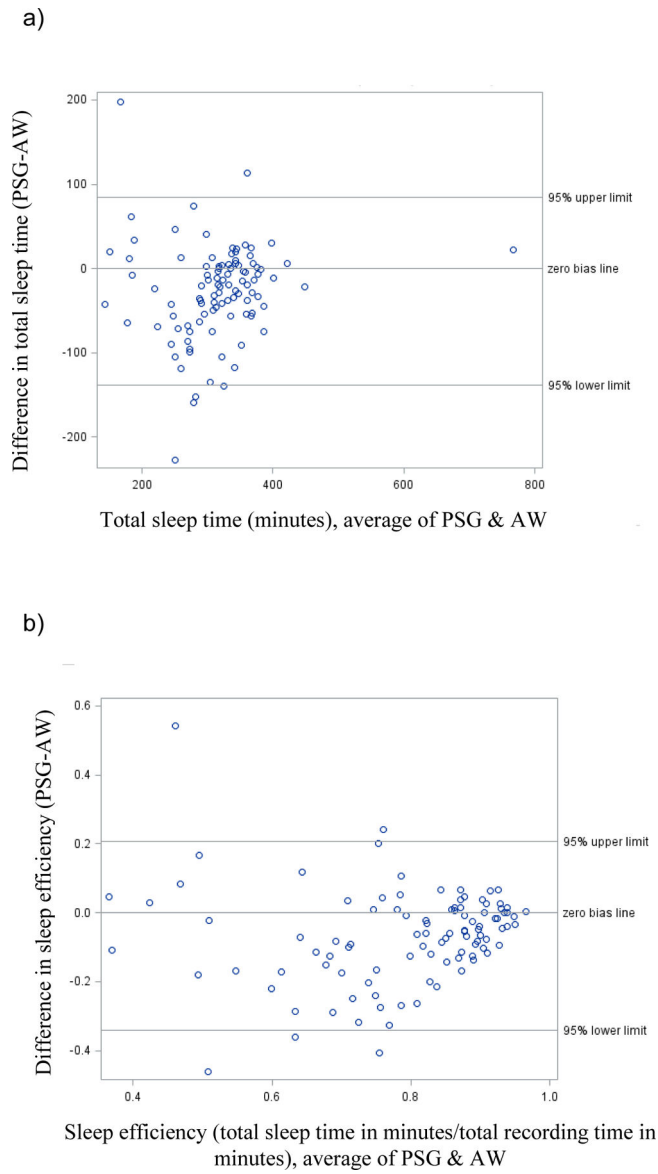 a)
Difference in total sleep time (PSG-AW)
200
100
0
-100
-200
95% upper limit
zero bias line
95% lower limit
200
400
600
800
Total sleep time (minutes), average of PSG & AW
b)
Difference in sleep efficiency (PSG-AW)
0.6
0.4
0.2
0.0
-0.2
-0.4
95% upper limit
zero bias line
95% lower limit
0.4
0.6
0.8
1.0
Sleep efficiency (total sleep time in minutes/total recording time in
minutes), average of PSG & AW